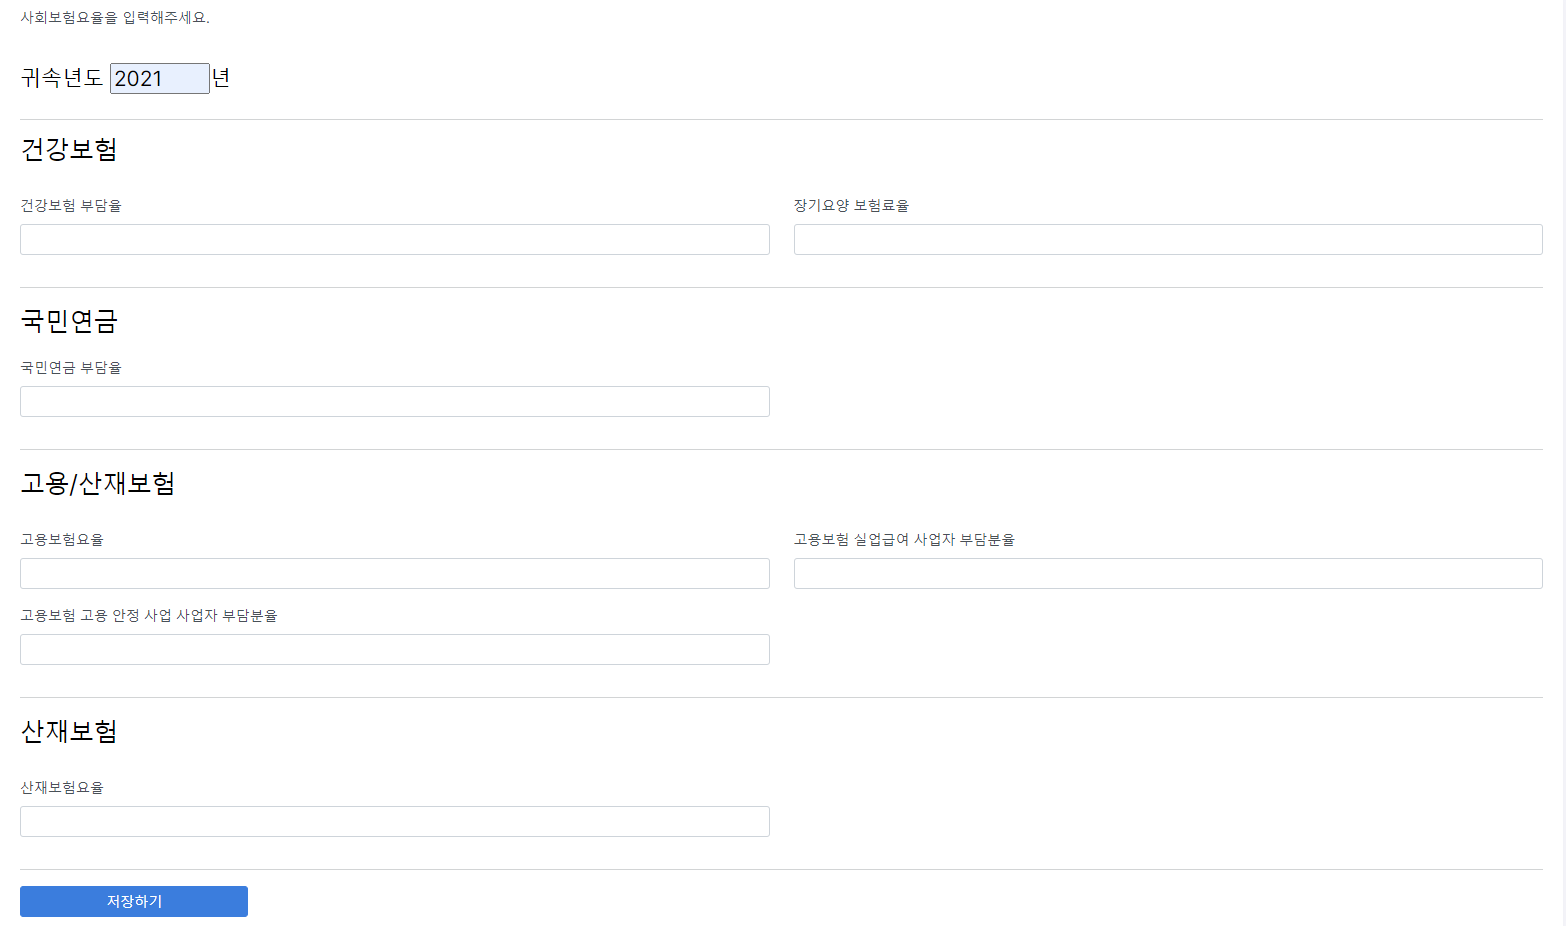 사회보험요율을 입력해주세요.
귀속년도 2021 년
건강보험
건강보험 부담율 장기요양 보험료율
국민연금
국민연금 부담율
고용/산재보험
고용보험요율 고용보험 실업급여 사업자 부담분율
고용보험 고용 안정 사업 사업자 부담분율
산재보험
산재보험요율
저장하기